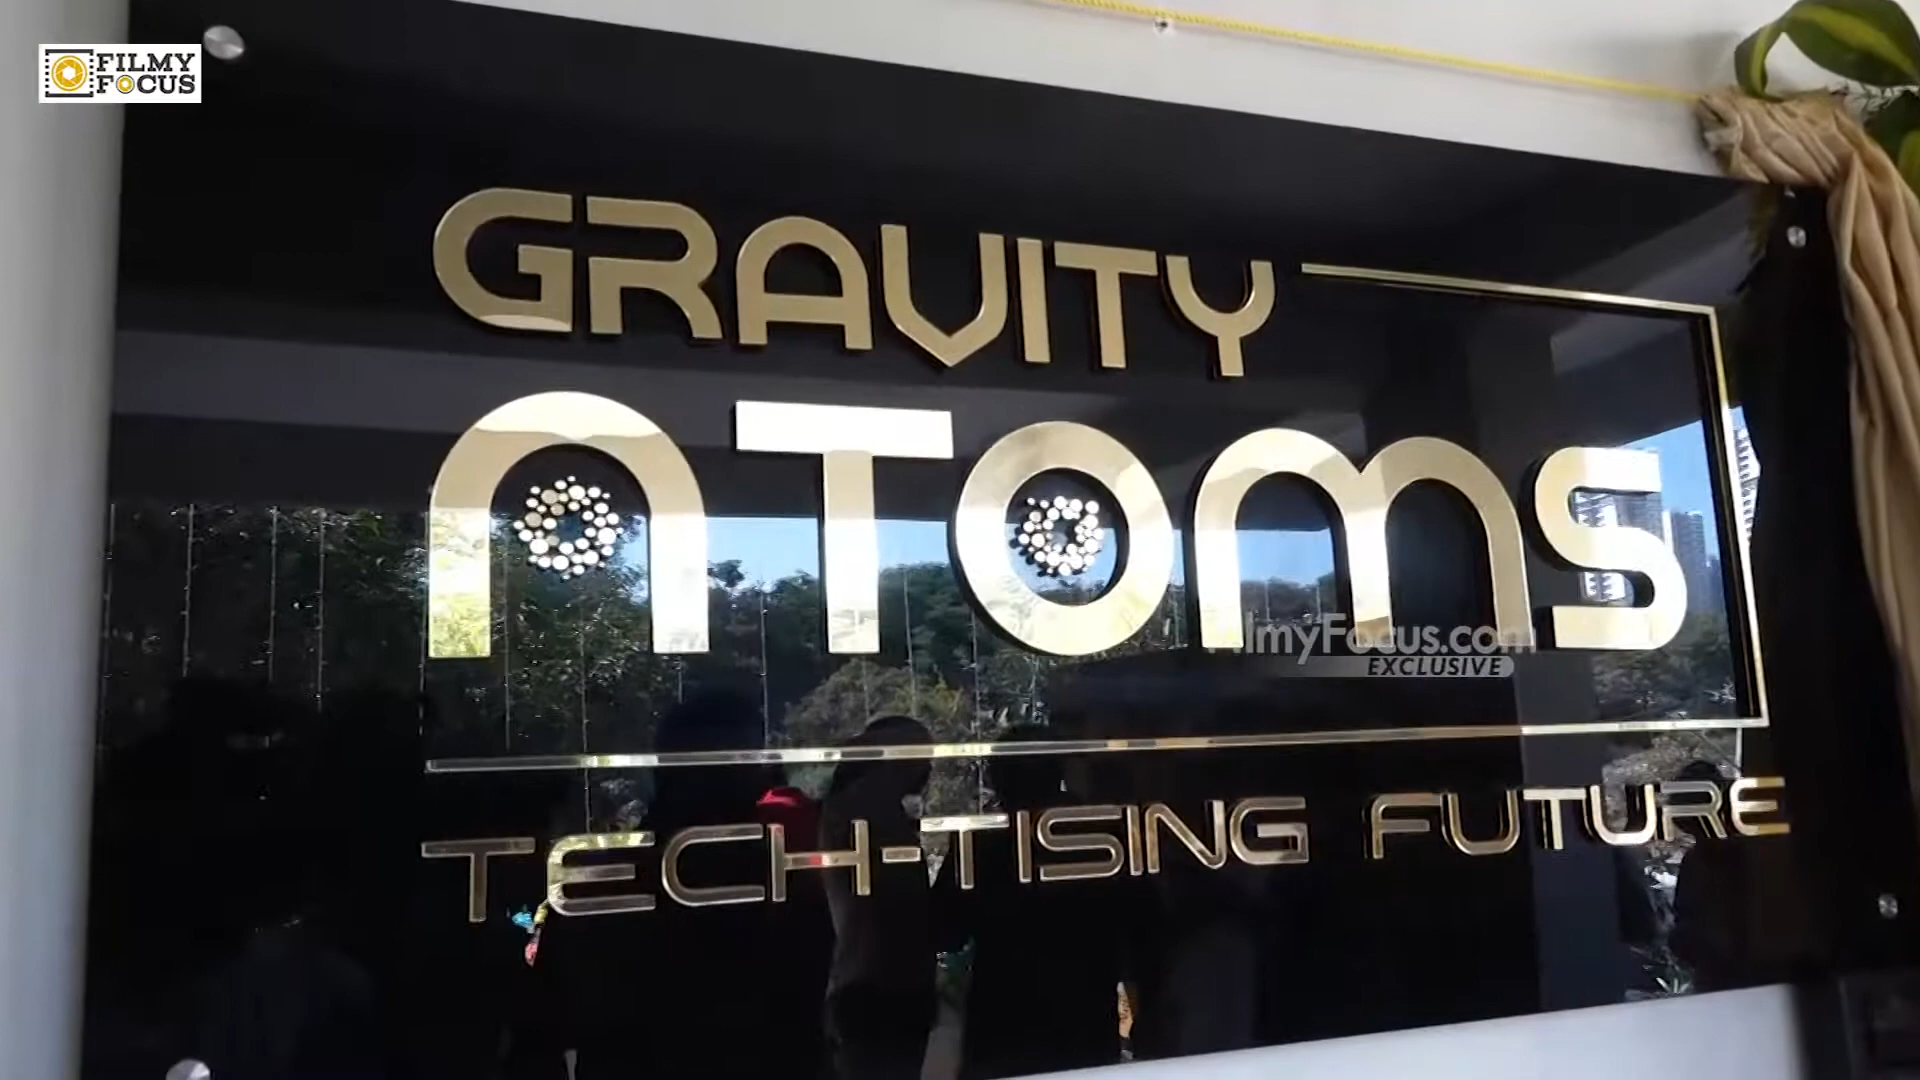 FILMY
FOCUS
GRAVITY
ATOMS
FilmyFocus.com
EXCLUSIVE
TECH-TISING FUTURE